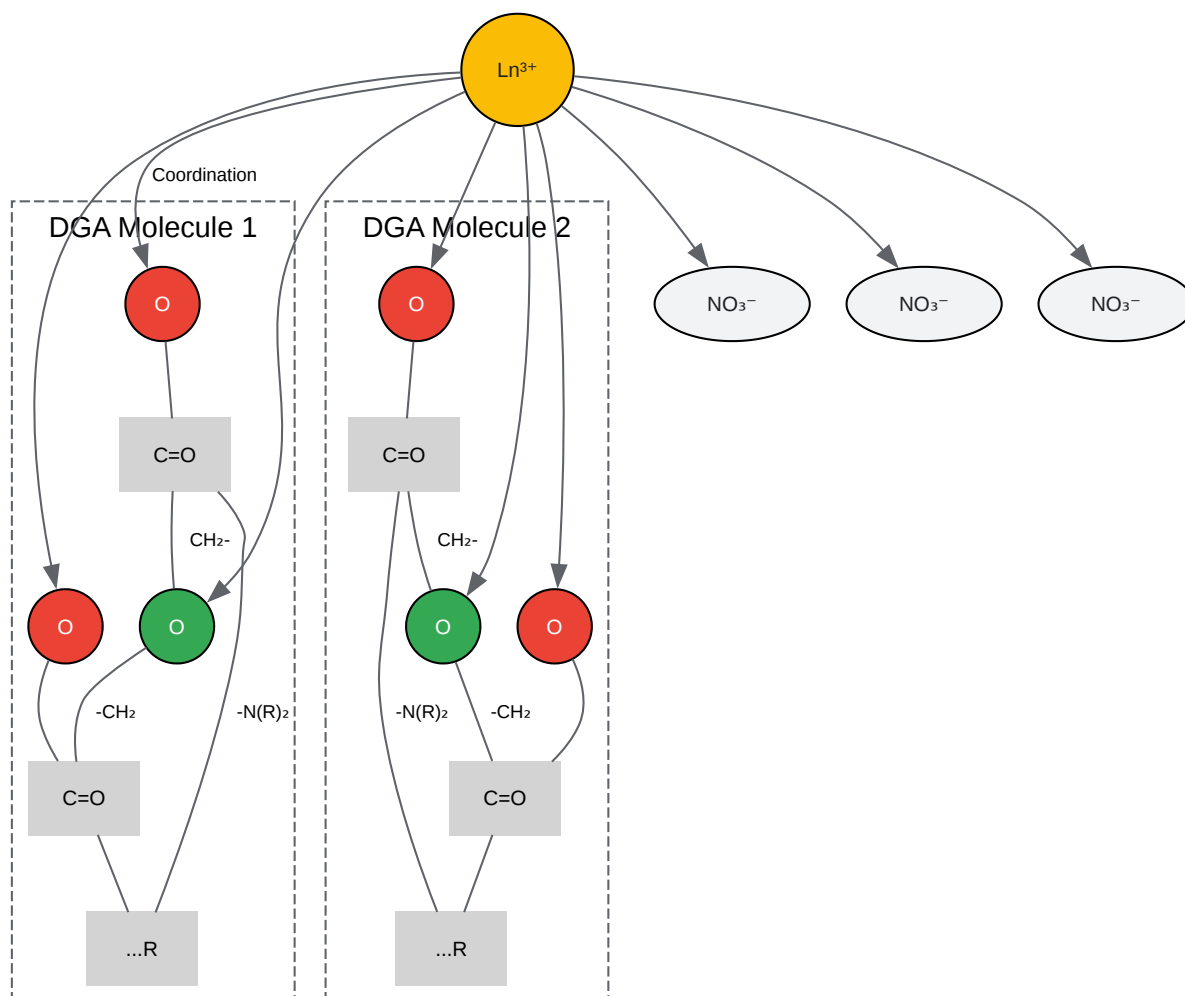 Ln³⁺
Coordination
DGA Molecule 1
DGA Molecule 2
O
O
NO₃⁻
NO₃⁻
NO₃⁻
C=O
C=O
CH₂-
CH₂-
O
O
O
O
-CH₂
-N(R)₂
-N(R)₂
-CH₂
C=O
C=O
...R
...R